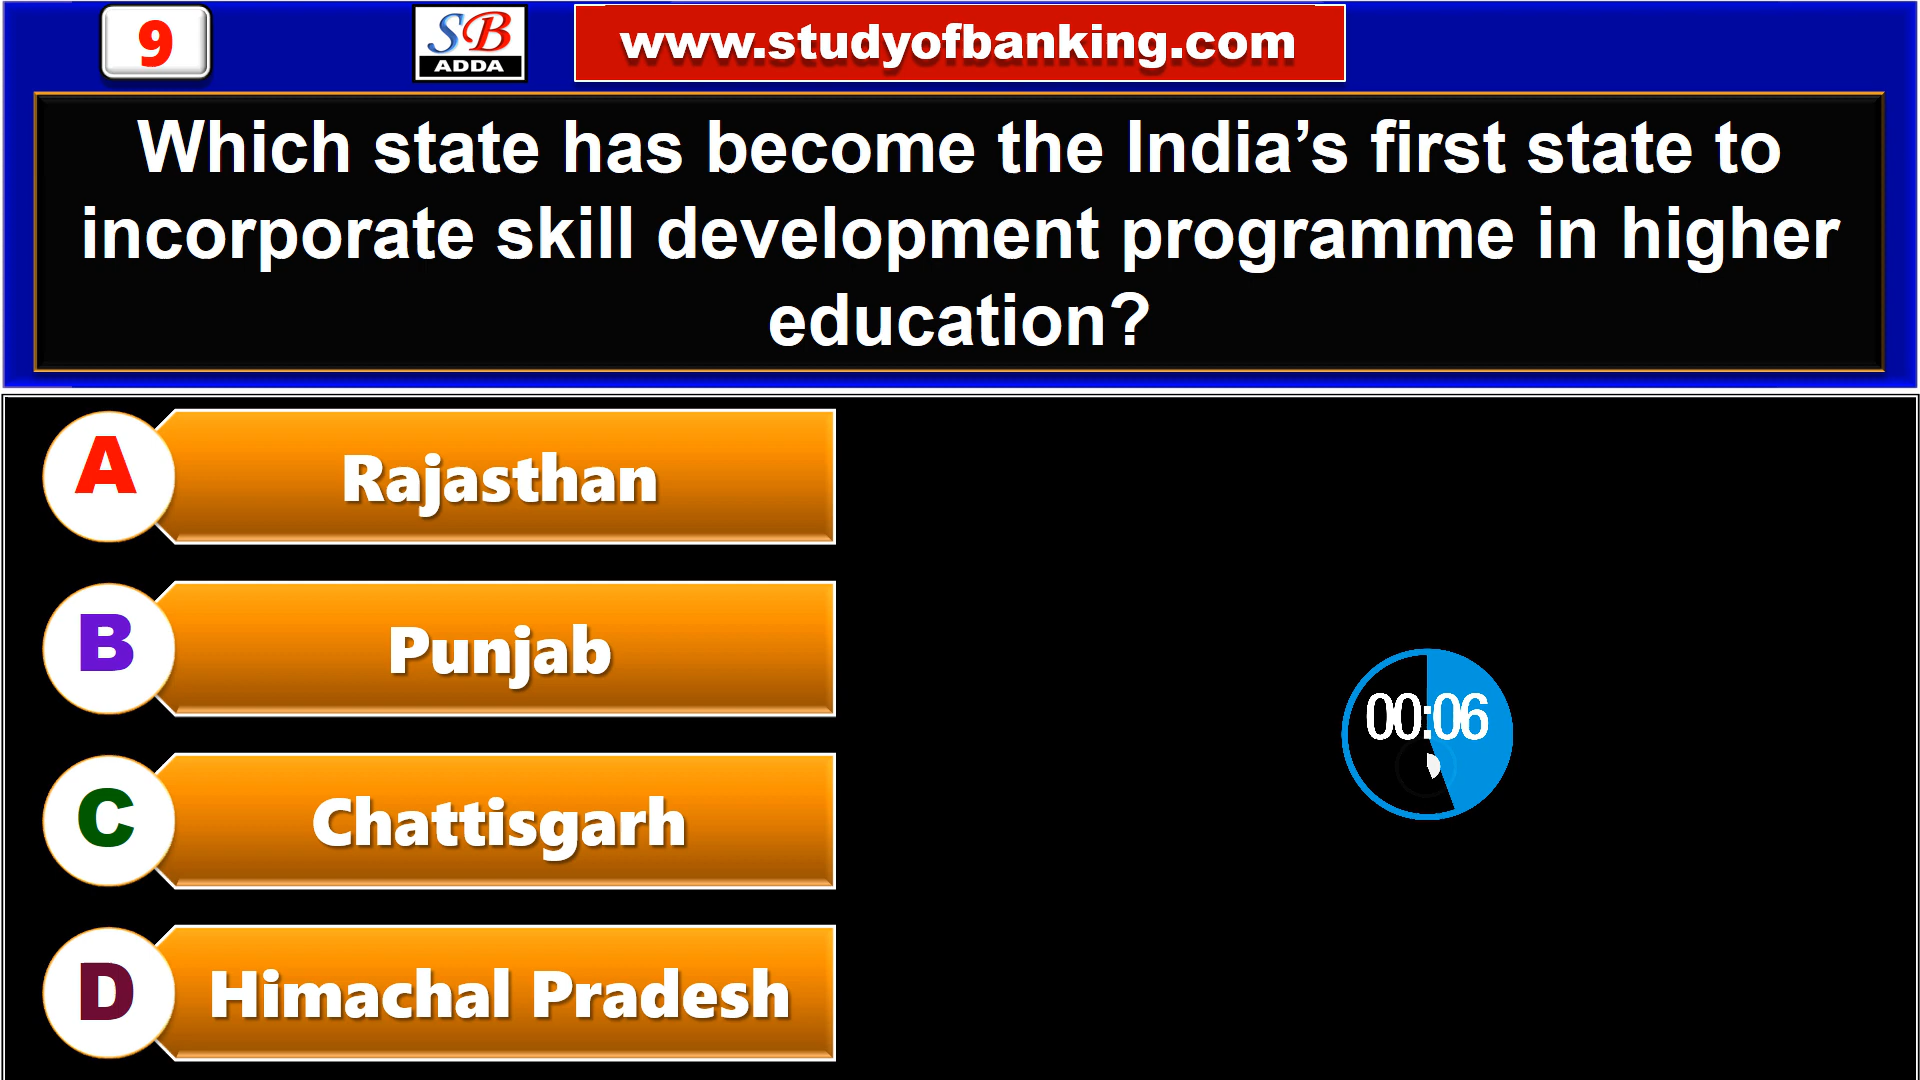 9
SB
ADDA
www.studyofbanking.com
Which state has become the India’s first state to
incorporate skill development programme in higher
education?
A
Rajasthan
B
Punjab
C
Chattisgarh
D
Himachal Pradesh
00:06